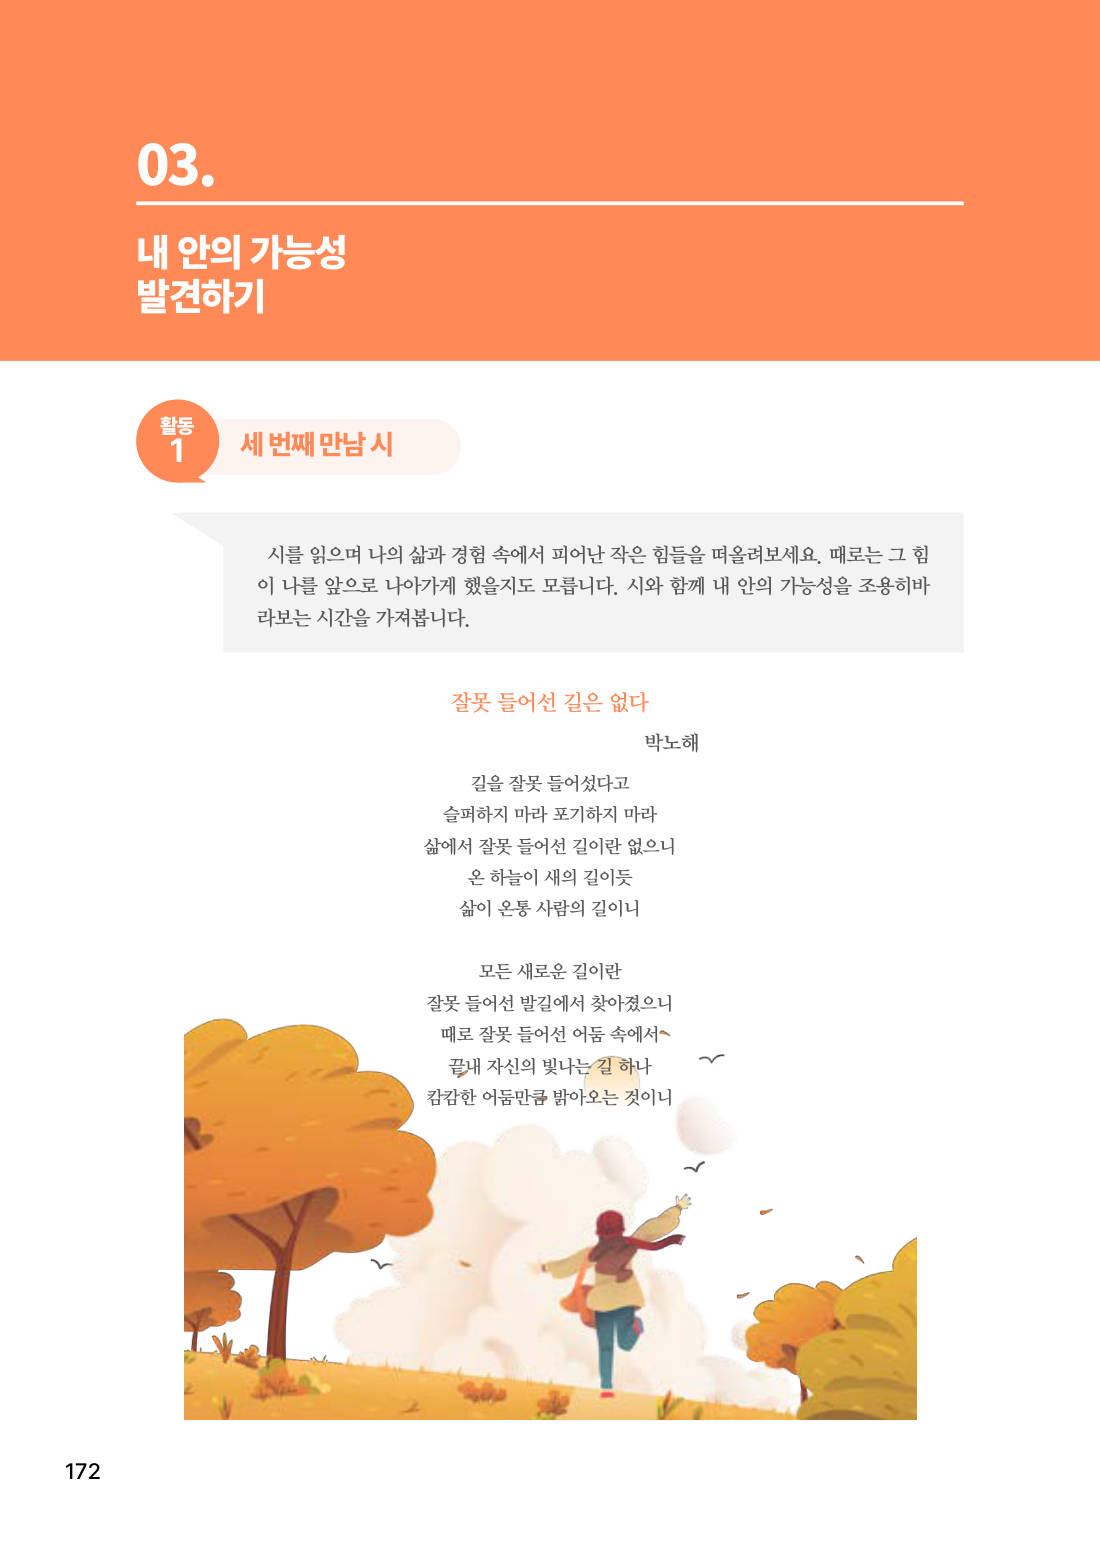 03.
내 안의 가능성
발견하기
활동
1
세 번째 만남 시
시를 읽으며 나의 삶과 경험 속에서 피어난 작은 힘들을 떠올려보세요. 때로는 그 힘
이 나를 앞으로 나아가게 했을지도 모릅니다. 시와 함께 내 안의 가능성을 조용히바
라보는 시간을 가져봅니다.
잘못 들어선 길은 없다
박노해
길을 잘못 들어섰다고
슬퍼하지 마라 포기하지 마라
삶에서 잘못 들어선 길이란 없으니
온 하늘이 새의 길이듯
삶이 온통 사람의 길이니
모든 새로운 길이란
잘못 들어선 발길에서 찾아졌으니
때로 잘못 들어선 어둠 속에서
끝내 자신의 빛나는 길 하나
캄캄한 어둠만큼 밝아오는 것이니
172